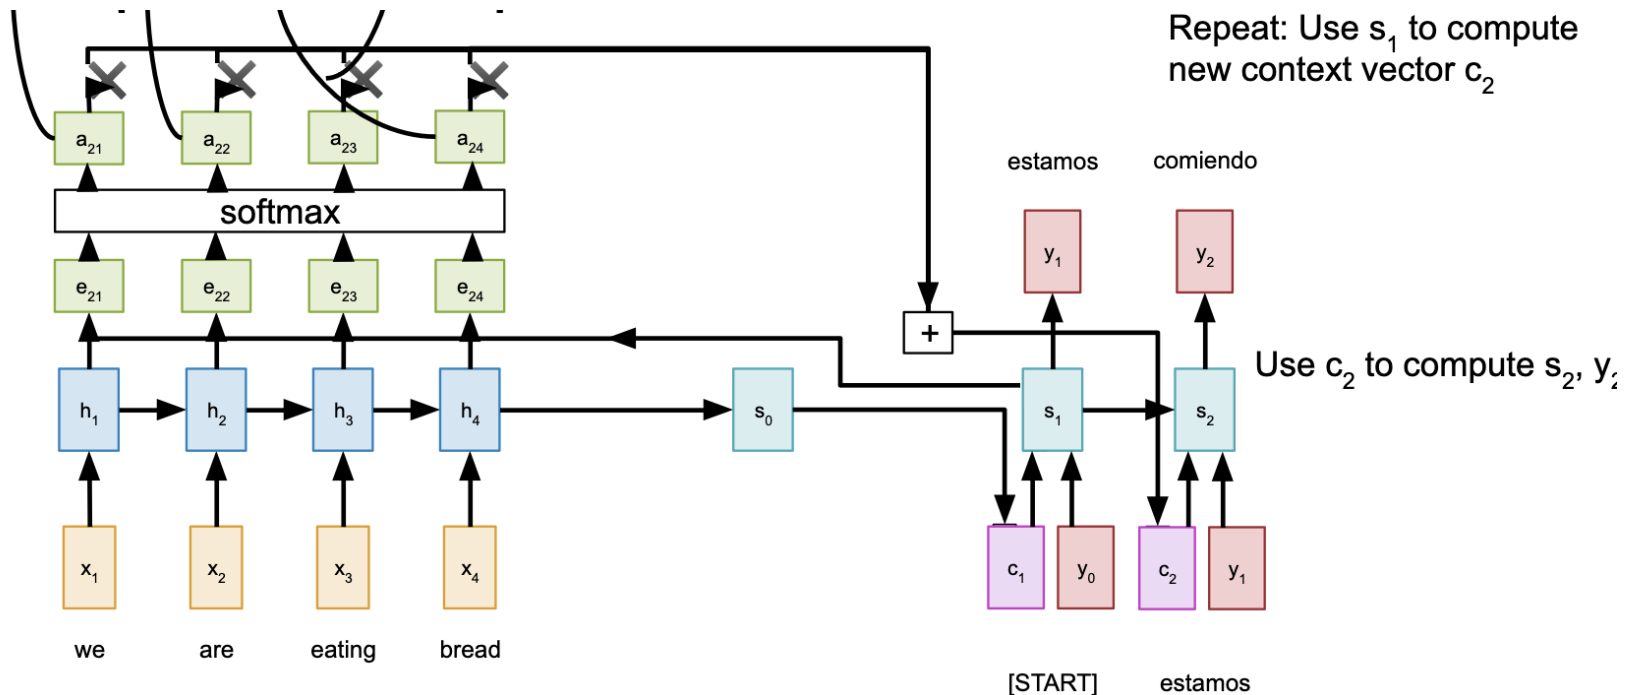 Repeat: Use s1 to compute
new context vector c2
a21 a22 a23 a24
estamos comiendo
softmax
y1 y2
e21 e22 e23 e24
+
Use c2 to compute s2, y2
h1 h2 h3 h4 s0 s1 s2
x1 x2 x3 x4 c1 y0 c2 y1
we are eating bread
[START] estamos